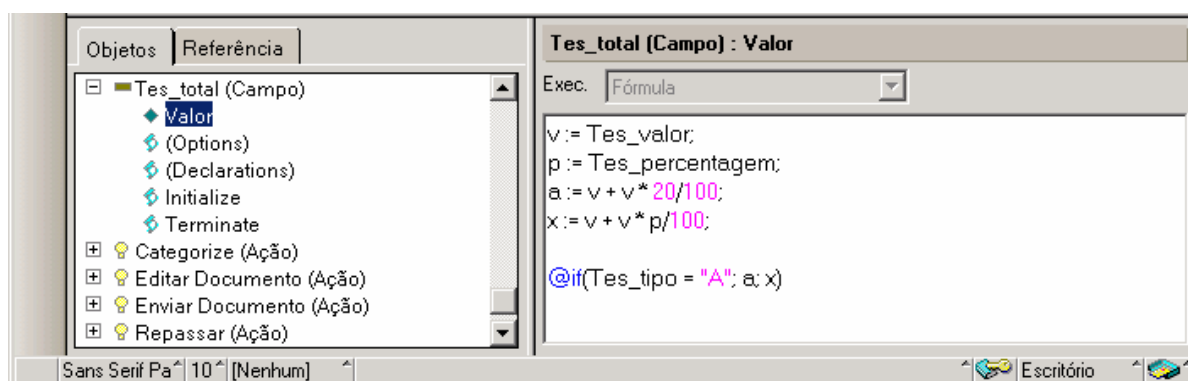 Objetos
Referência
Tes_total (Campo)
Valor
(Options)
(Declarations)
Initialize
Terminate
Categorize (Ação)
Editar Documento (Ação)
Enviar Documento (Ação)
Repassar (Ação)
Tes_total (Campo) : Valor
Exec. Fórmula
v := Tes_valor;
p := Tes_percentagem;
a := v + v * 20/100;
x := v + v * p/100;
@if(Tes_tipo = "A"; a; x)
Sans Serif Pa 10 [Nenhum] Escritório